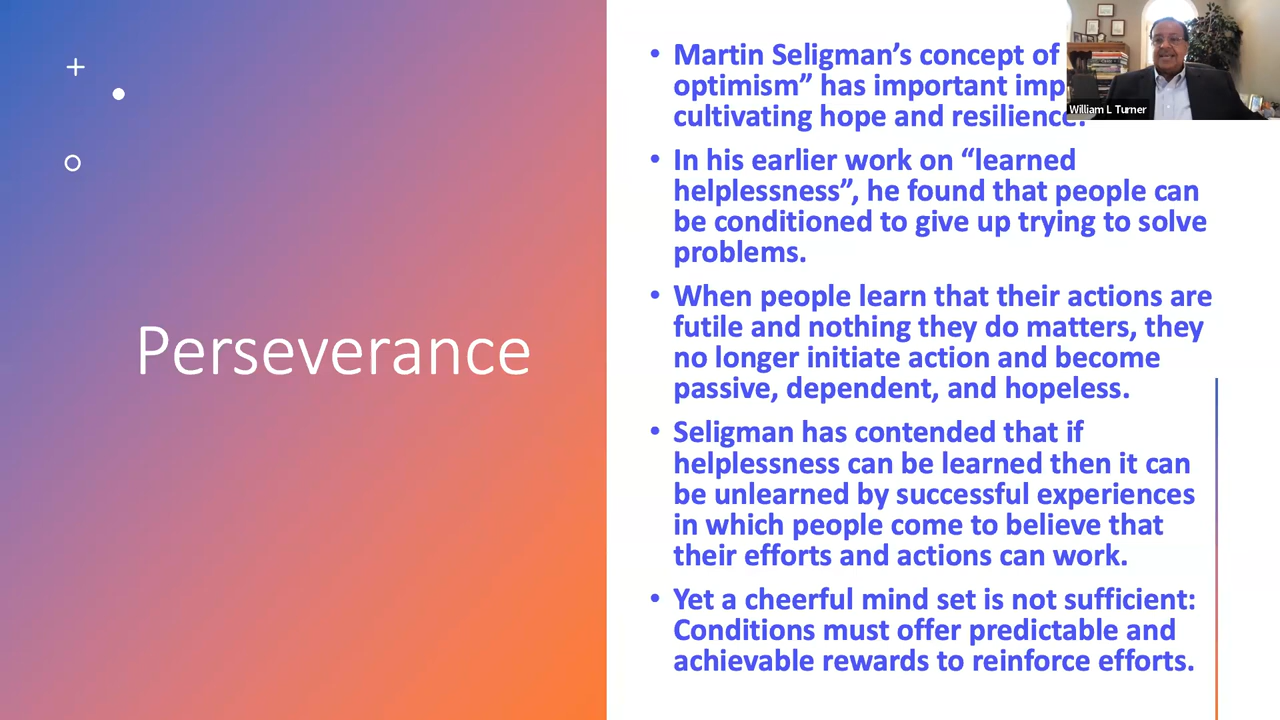 Perseverance
• Martin Seligman’s concept of
optimism” has important
cultivating hope and resilience.
• In his earlier work on “learned
helplessness”, he found that people can
be conditioned to give up trying to solve
problems.
• When people learn that their actions are
futile and nothing they do matters, they
no longer initiate action and become
passive, dependent, and hopeless.
• Seligman has contended that if
helplessness can be learned then it can
be unlearned by successful experiences
in which people come to believe that
their efforts and actions can work.
• Yet a cheerful mind set is not sufficient:
Conditions must offer predictable and
achievable rewards to reinforce efforts.
William L Turner